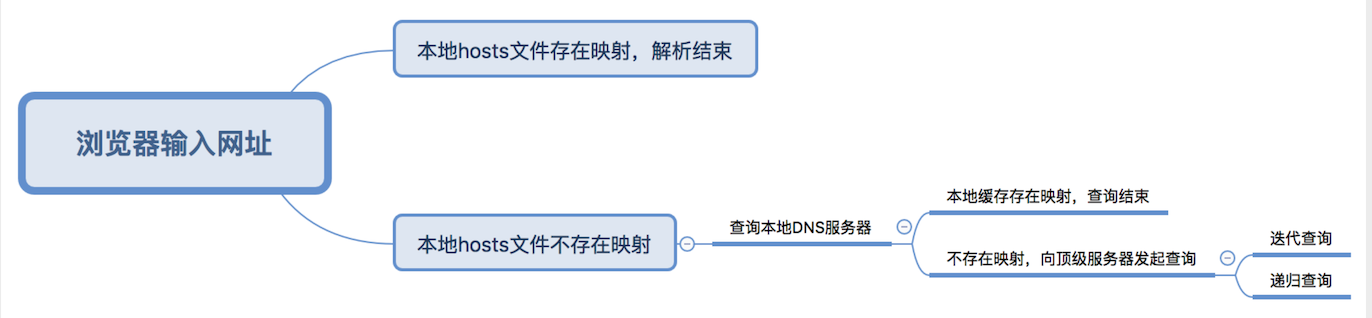 浏览器输入网址
本地hosts文件存在映射，解析结束
本地hosts文件不存在映射
查询本地DNS服务器
本地缓存存在映射，查询结束
不存在映射，向顶级服务器发起查询
迭代查询
递归查询